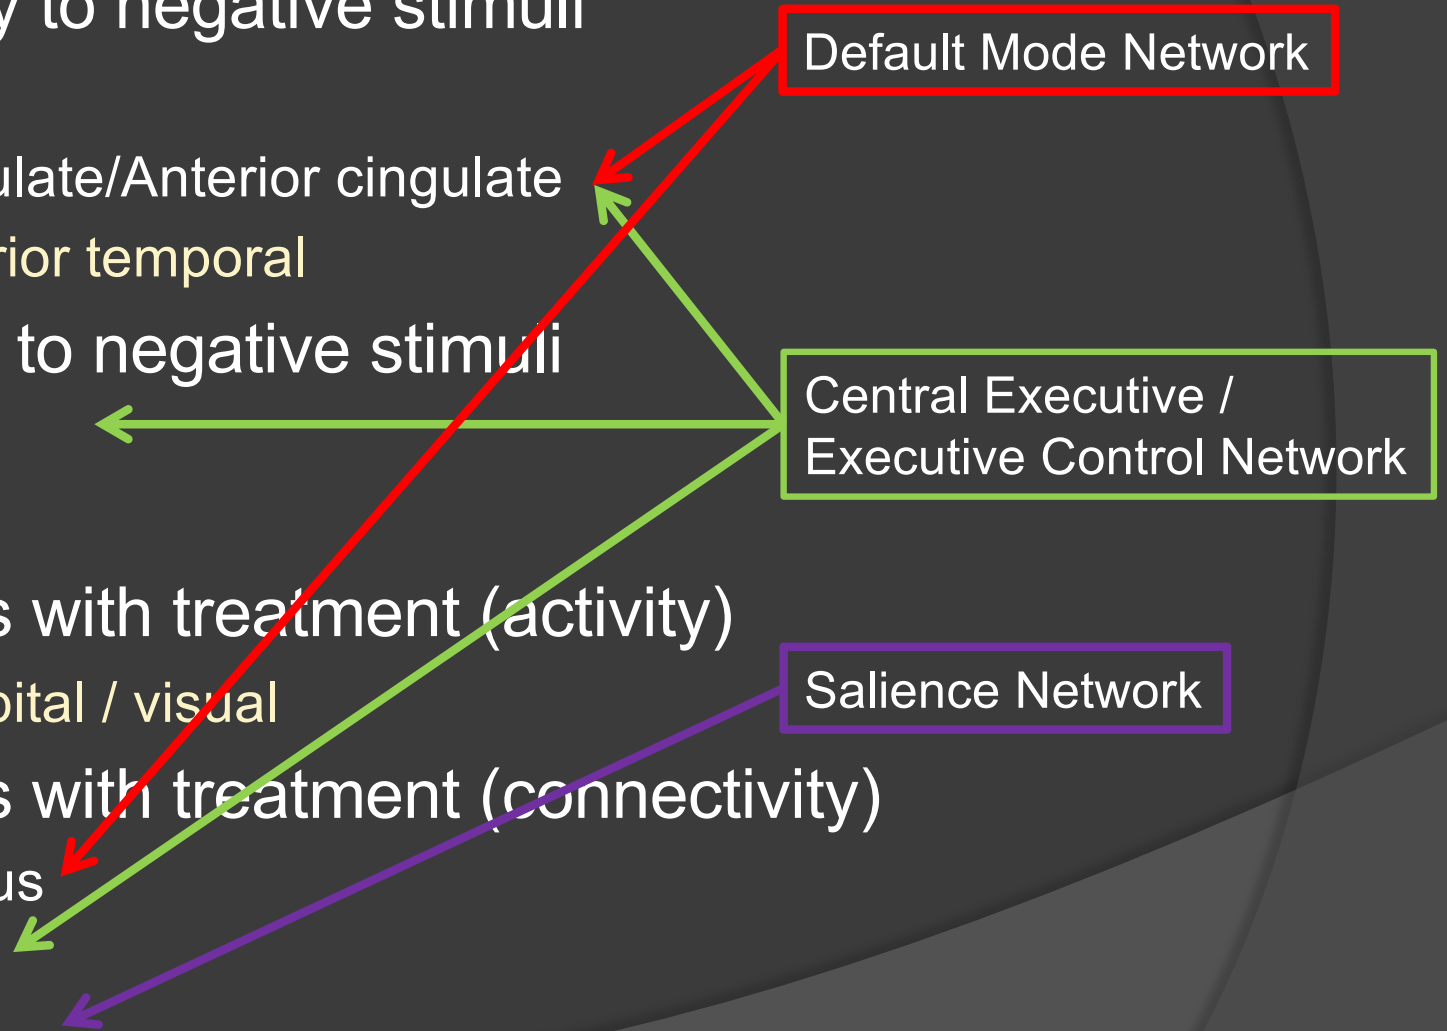 y to negative stimuli
Default Mode Network
ulate/Anterior cingulate
rior temporal
to negative stimuli
Central Executive /
Executive Control Network
s with treatment (activity)
Salience Network
pital / visual
s with treatment (connectivity)
us